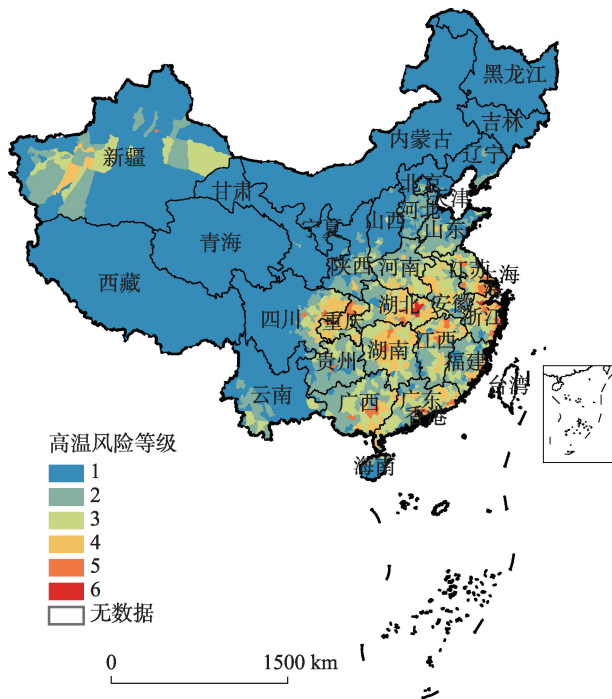 黑龙江
吉林
内蒙古
辽宁
新疆
甘肃
北京
天津
河北
宁夏
山西
山东
青海
陕西
河南
江苏
上海
西藏
四川
重庆
湖北
安徽
浙江
湖南
江西
贵州
福建
云南
广西
广东
台湾
香港
海南
高温风险等级
1
2
3
4
5
6
无数据
0 1500 km